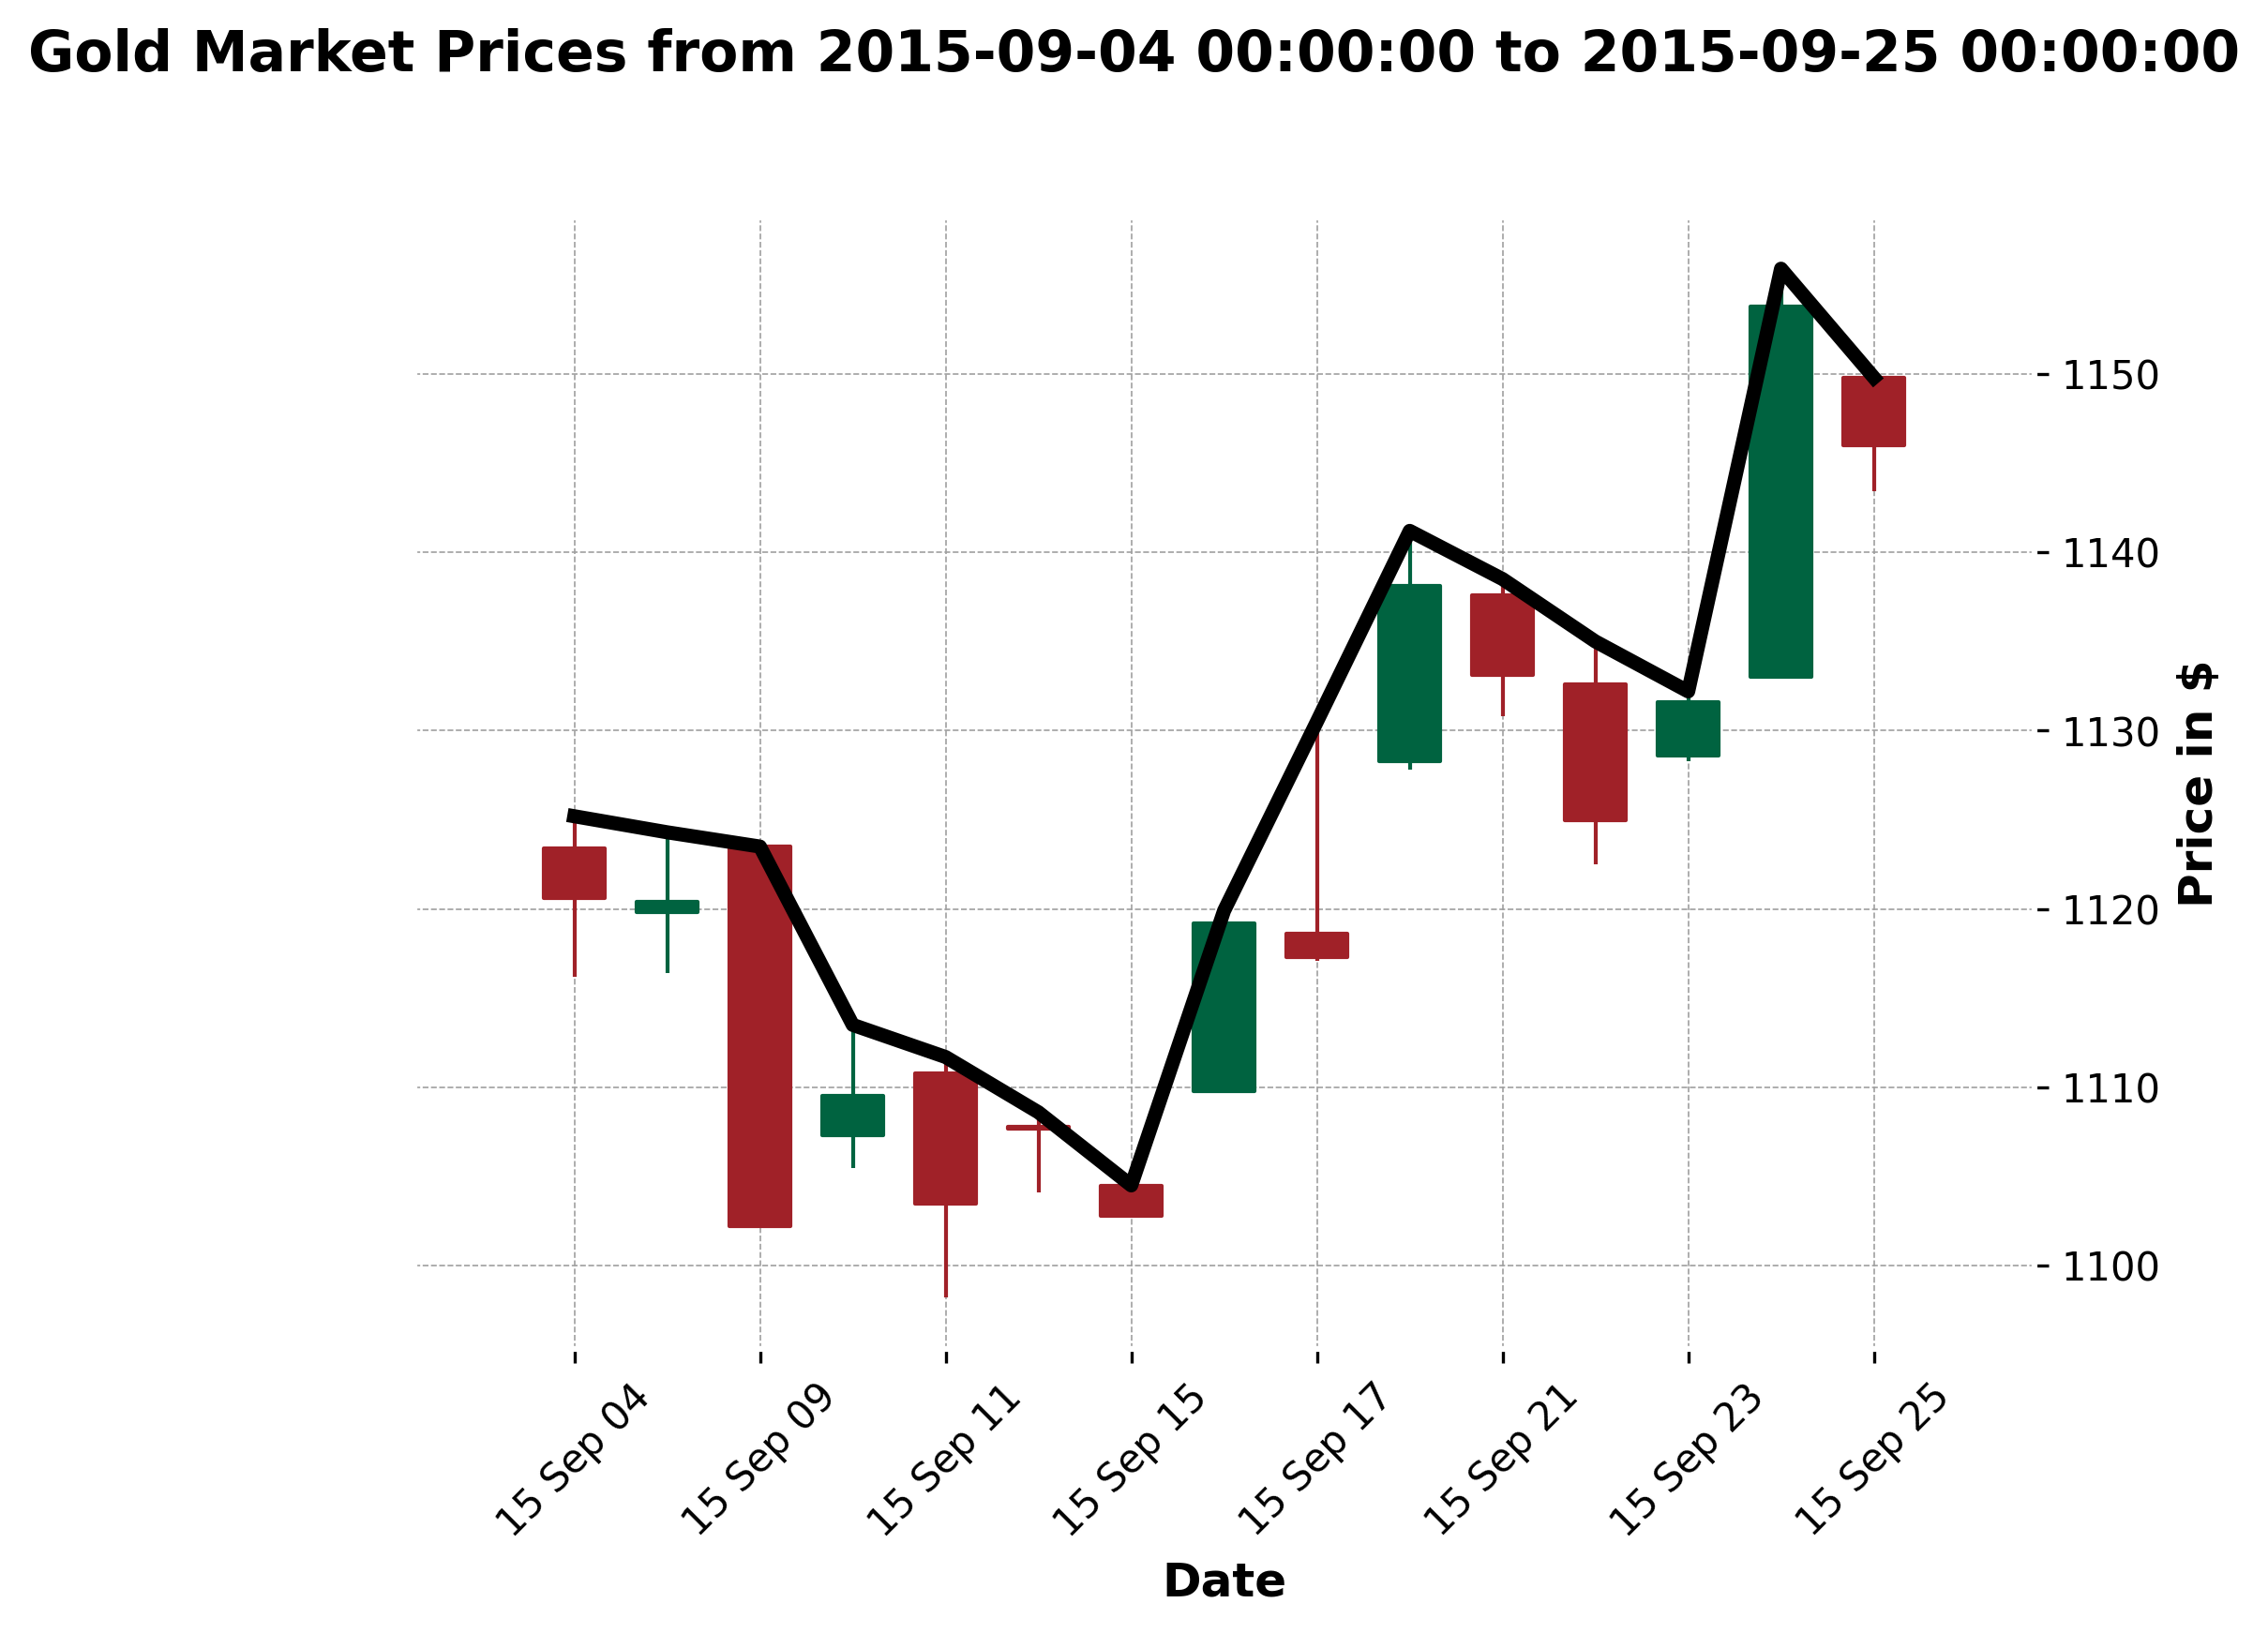 Gold Market Prices from 2015-09-04 00:00:00 to 2015-09-25 00:00:00
1150
1140
1130
1120
1110
1100
Price in $
15 Sep 04
15 Sep 09
15 Sep 11
15 Sep 15
15 Sep 17
15 Sep 21
15 Sep 23
15 Sep 25
Date